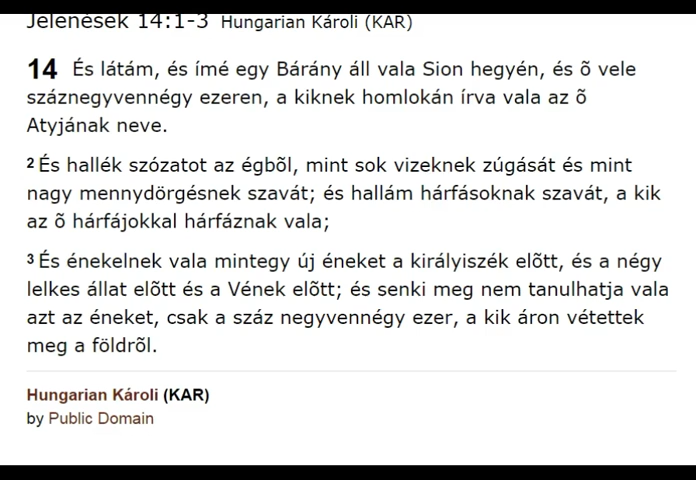 Jelenések 14:1-3 Hungarian Károli (KAR)
14 És látám, és ímé egy Bárány áll vala Sion hegyén, és õ vele
száznegyvennégy ezeren, a kiknek homlokán írva vala az õ
Atyjának neve.
2 És hallék szózatot az égbõl, mint sok vizeknek zúgását és mint
nagy mennydörgésnek szavát; és hallám hárfásoknak szavát, a kik
az õ hárfájokkal hárfáznak vala;
3 És énekelnek vala mintegy új éneket a királyiszék elõtt, és a négy
lelkes állat elõtt és a Vének elõtt; és senki meg nem tanulhatja vala
azt az éneket, csak a száz negyvennégy ezer, a kik áron vétettek
meg a földrõl.
Hungarian Károli (KAR)
by Public Domain